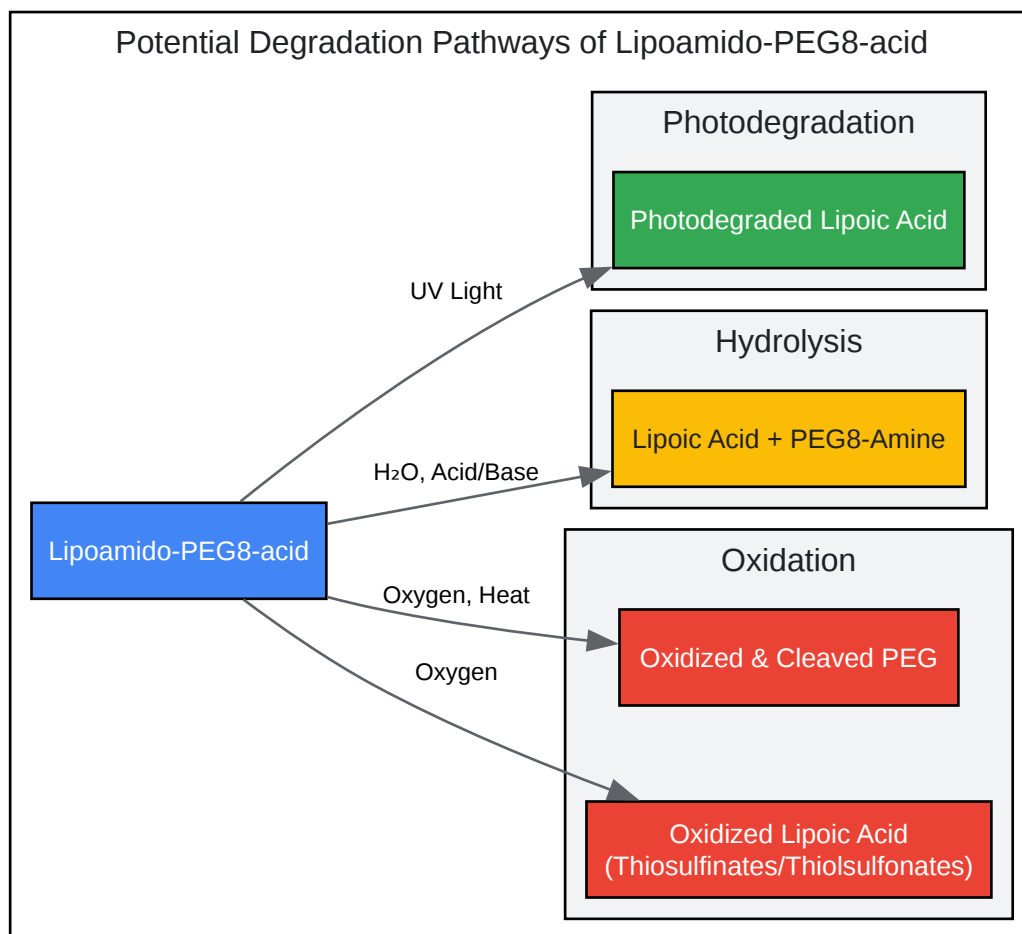 Potential Degradation Pathways of Lipoamido-PEG8-acid
Photodegradation
Photodegraded Lipoic Acid
UV Light
Hydrolysis
Lipoic Acid + PEG8-Amine
H₂O, Acid/Base
Lipoamido-PEG8-acid
Oxidation
Oxygen, Heat
Oxidized & Cleaved PEG
Oxygen
Oxidized Lipoic Acid
(Thiosulfinates/Thiolsulfonates)